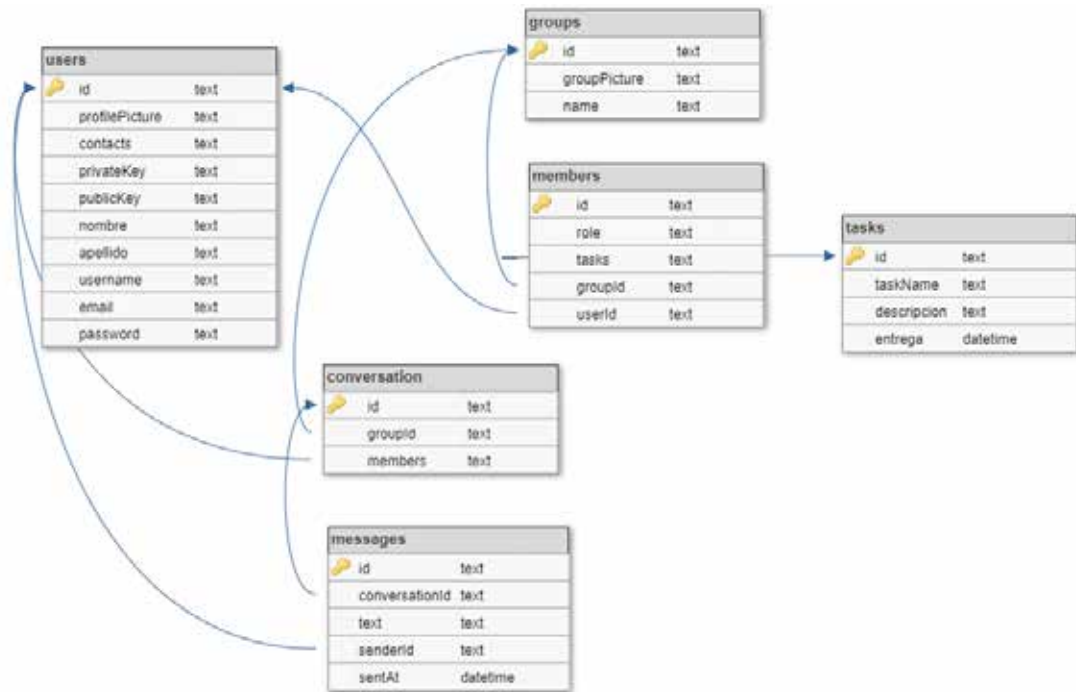 users
id text
profilePicture text
contacts text
privateKey text
publicKey text
nombre text
apellido text
username text
email text
password text
groups
id text
groupPicture text
name text
members
id text
role text
tasks text
groupId text
userId text
tasks
id text
taskName text
descripcion text
entrega datetime
conversation
id text
groupId text
members text
messages
id text
conversationId text
text text
senderId text
sentAt datetime